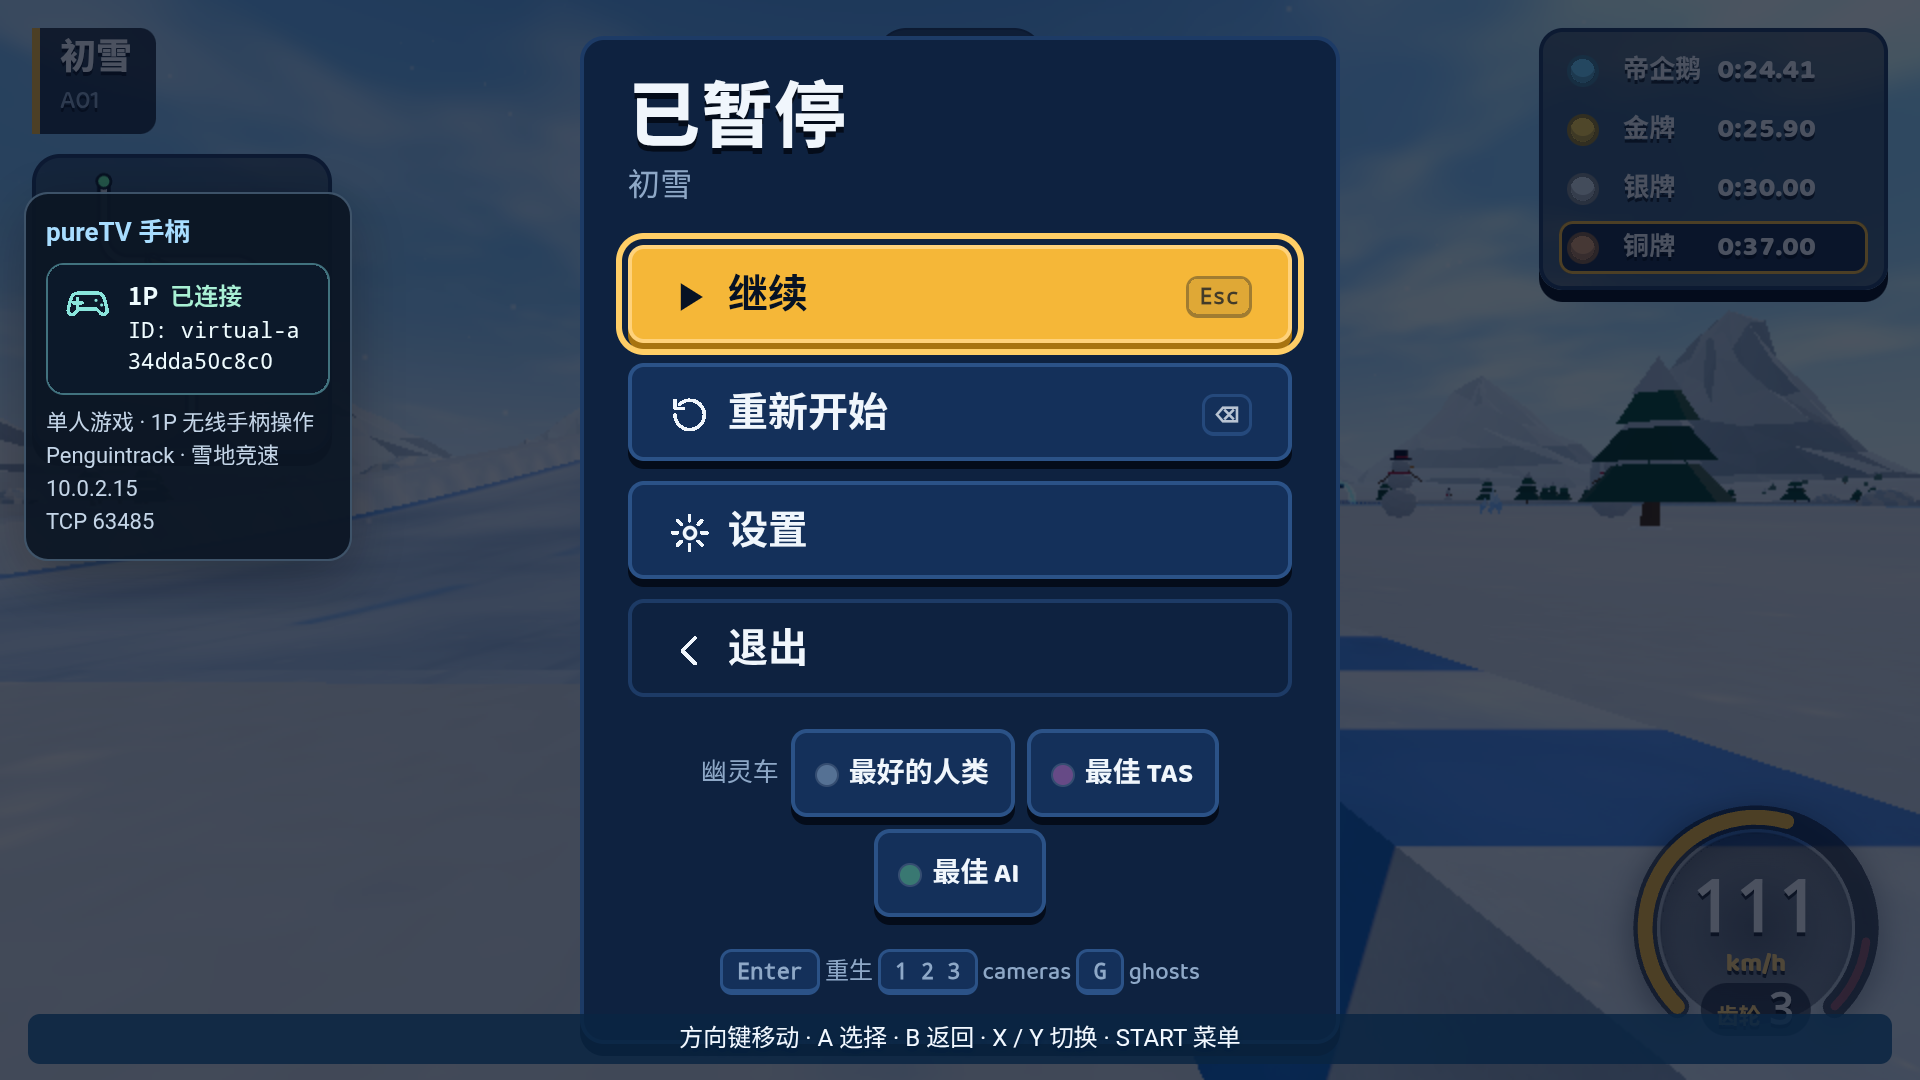 初雪
A01
pureTV 手柄
1P 已连接
ID: virtual-a
34dda50c8c0
单人游戏 · 1P 无线手柄操作
Penguintrack · 雪地竞速
10.0.2.15
TCP 63485
已暂停
初雪
继续 Esc
重新开始
设置
退出
幽灵车 最好的人类 最佳 TAS
最佳 AI
Enter 重生 1 2 3 cameras G ghosts
方向键移动 · A 选择 · B 返回 · X / Y 切换 · START 菜单
帝企鹅 0:24.41
金牌 0:25.90
银牌 0:30.00
铜牌 0:37.00
111
km/h
齿轮 3